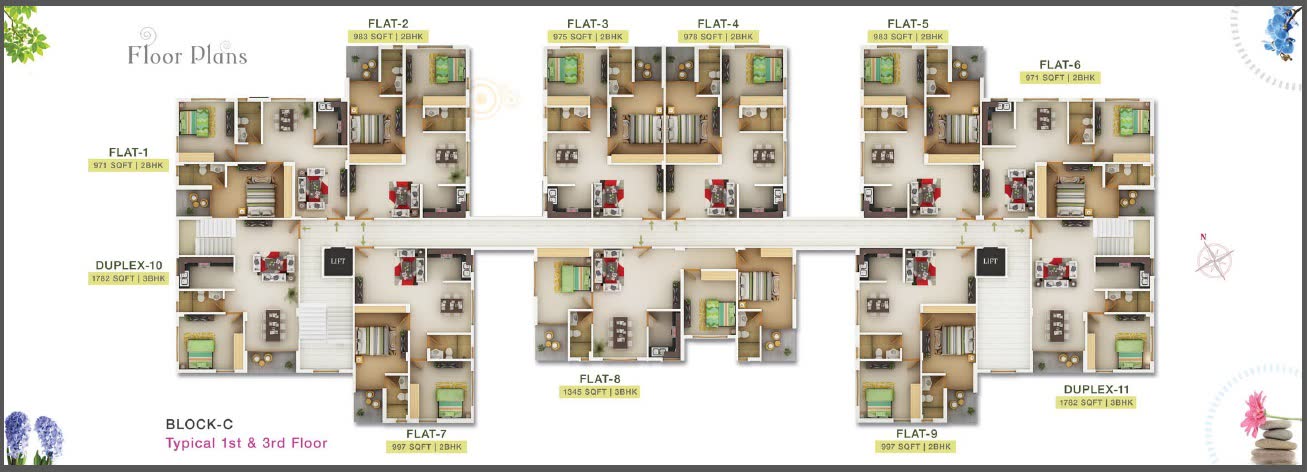 Floor Plans
FLAT-1
971 SQFT | 2BHK
FLAT-2
983 SQFT | 2BHK
FLAT-3
975 SQFT | 2BHK
FLAT-4
978 SQFT | 2BHK
FLAT-5
983 SQFT | 2BHK
FLAT-6
971 SQFT | 2BHK
DUPLEX-10
1782 SQFT | 3BHK
LIFT
LIFT
N
FLAT-7
997 SQFT | 2BHK
FLAT-8
1345 SQFT | 3BHK
FLAT-9
997 SQFT | 2BHK
DUPLEX-11
1782 SQFT | 3BHK
BLOCK-C
Typical 1st & 3rd Floor